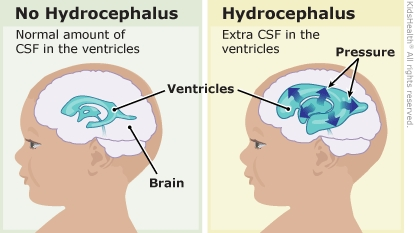 No Hydrocephalus
Normal amount of
CSF in the ventricles
Hydrocephalus
Extra CSF in the
ventricles
Pressure
Ventricles
Brain
KidsHealth® All rights reserved.